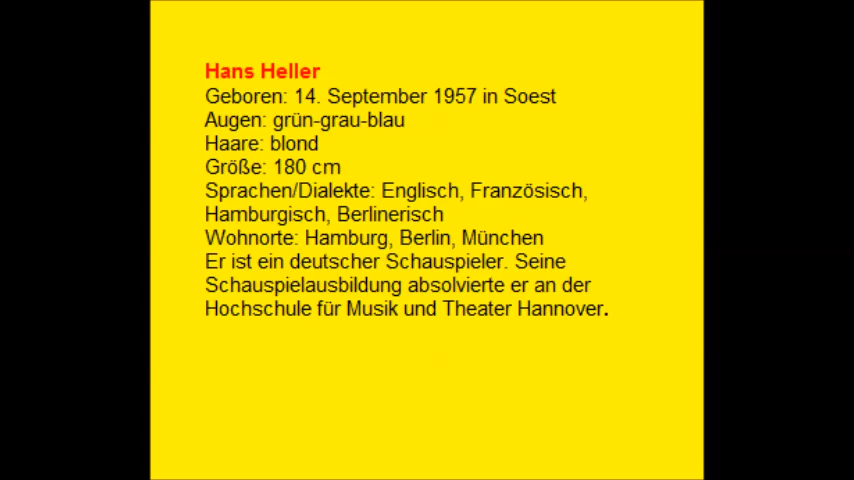 Hans Heller
Geboren: 14. September 1957 in Soest
Augen: grün-grau-blau
Haare: blond
Größe: 180 cm
Sprachen/Dialekte: Englisch, Französisch,
Hamburgisch, Berlinerisch
Wohnorte: Hamburg, Berlin, München
Er ist ein deutscher Schauspieler. Seine
Schauspielausbildung absolvierte er an der
Hochschule für Musik und Theater Hannover.